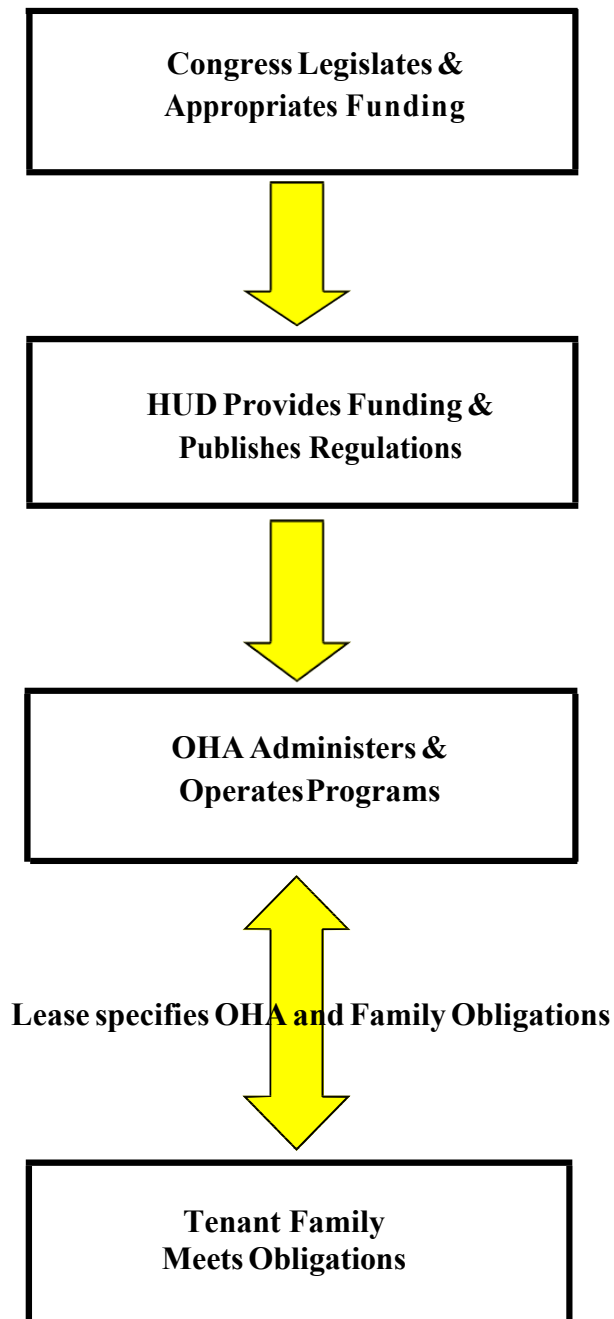 Congress Legislates &
Appropriates Funding
HUD Provides Funding &
Publishes Regulations
OHA Administers &
Operates Programs
Lease specifies OHA and Family Obligations
Tenant Family
Meets Obligations